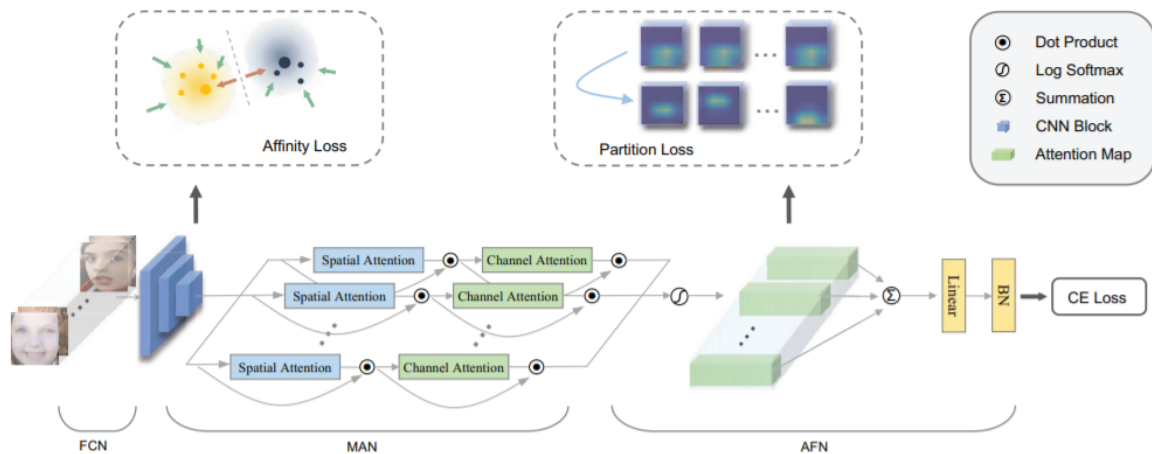 Affinity Loss
Partition Loss
Dot Product
Log Softmax
Σ Summation
CNN Block
Attention Map
Spatial Attention
Channel Attention
Spatial Attention
Channel Attention
Spatial Attention
Channel Attention
Σ
Linear
BN
CE Loss
FCN
MAN
AFN